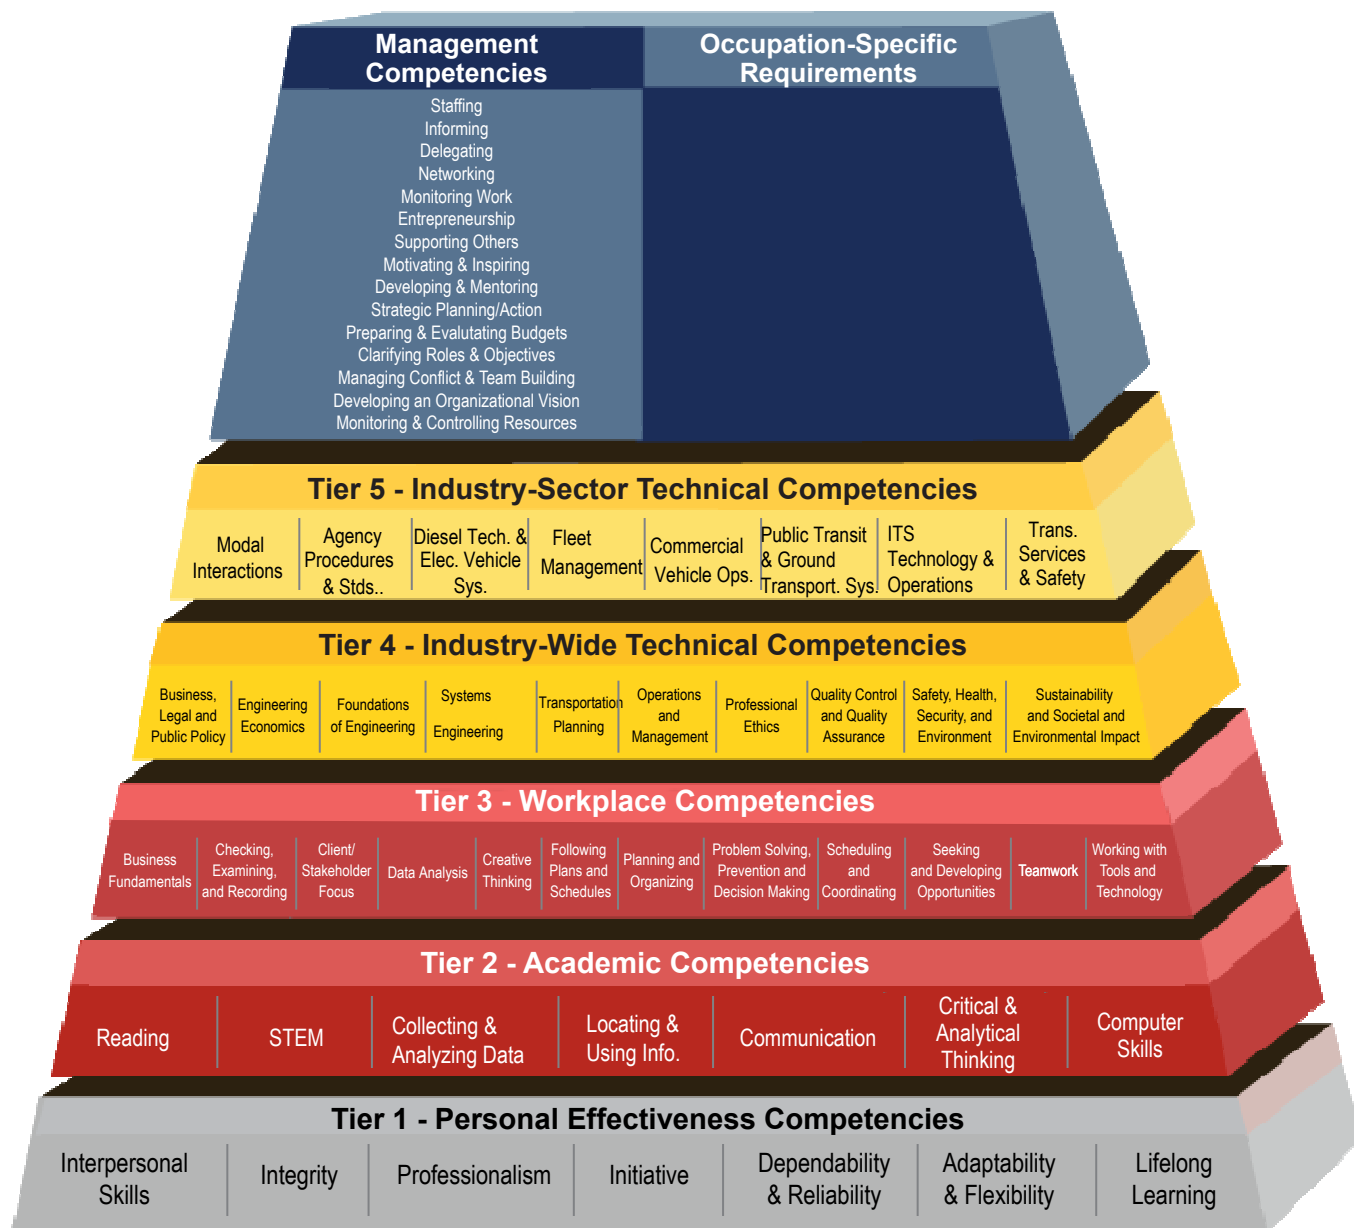 Management
Competencies
Occupation-Specific
Requirements
Staffing
Informing
Delegating
Networking
Monitoring Work
Entrepreneurship
Supporting Others
Motivating & Inspiring
Developing & Mentoring
Strategic Planning/Action
Preparing & Evalutating Budgets
Clarifying Roles & Objectives
Managing Conflict & Team Building
Developing an Organizational Vision
Monitoring & Controlling Resources
Tier 5 - Industry-Sector Technical Competencies
Modal
Interactions
Agency
Procedures
& Stds..
Diesel Tech. &
Elec. Vehicle
Sys.
Fleet
Management
Commercial
Vehicle Ops.
Public Transit
& Ground
Transport. Sys.
ITS
Technology &
Operations
Trans.
Services
& Safety
Tier 4 - Industry-Wide Technical Competencies
Business,
Legal and
Public Policy
Engineering
Economics
Foundations
of Engineering
Systems
Engineering
Transportation
Planning
Operations
and
Management
Professional
Ethics
Quality Control
and Quality
Assurance
Safety, Health,
Security, and
Environment
Sustainability
and Societal and
Environmental Impact
Tier 3 - Workplace Competencies
Business
Fundamentals
Checking,
Examining,
and Recording
Client/
Stakeholder
Focus
Data Analysis
Creative
Thinking
Following
Plans and
Schedules
Planning and
Organizing
Problem Solving,
Prevention and
Decision Making
Scheduling
and
Coordinating
Seeking
and Developing
Opportunities
Teamwork
Working with
Tools and
Technology
Tier 2 - Academic Competencies
Reading
STEM
Collecting &
Analyzing Data
Locating &
Using Info.
Communication
Critical &
Analytical
Thinking
Computer
Skills
Tier 1 - Personal Effectiveness Competencies
Interpersonal
Skills
Integrity
Professionalism
Initiative
Dependability
& Reliability
Adaptability
& Flexibility
Lifelong
Learning